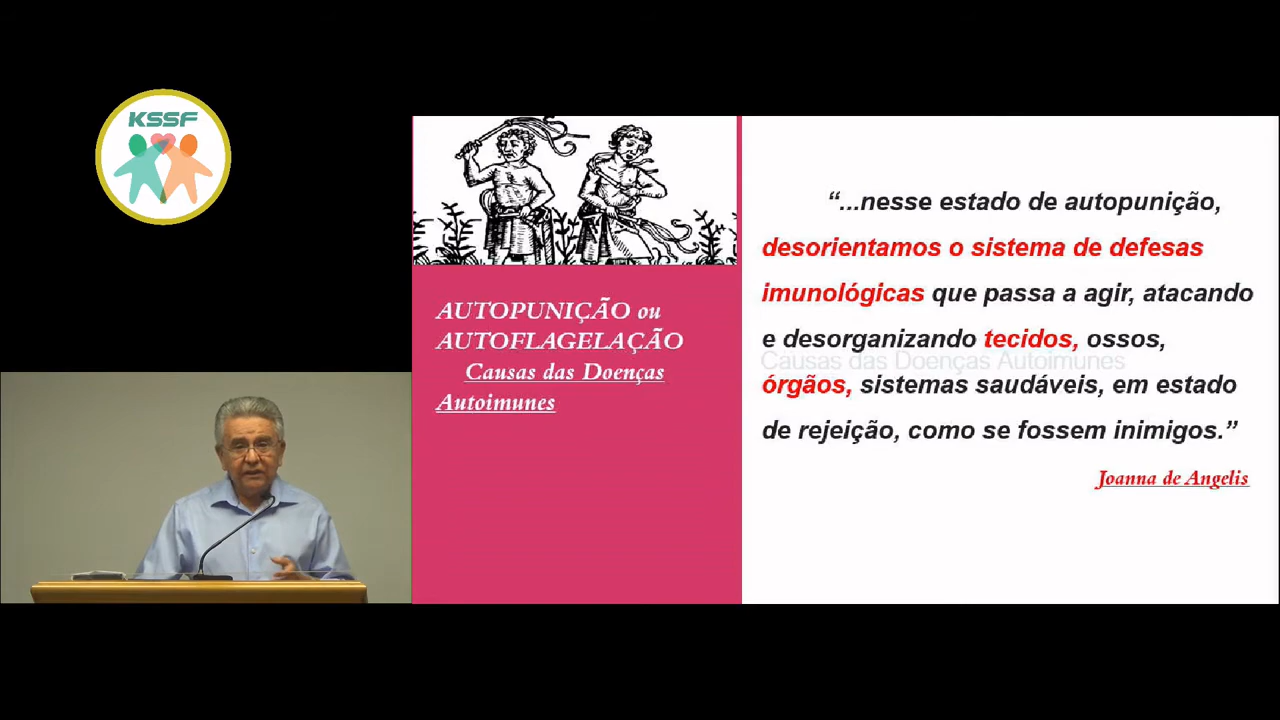 KSSF
AUTOPUNIÇÃO ou
AUTOFLAGELAÇÃO
Causas das Doenças
Autoimunes
“...nesse estado de autopunição,
desorientamos o sistema de defesas
imunológicas que passa a agir, atacando
e desorganizando tecidos, ossos,
Causas das Doenças Autoimunes
órgãos, sistemas saudáveis, em estado
de rejeição, como se fossem inimigos.”
Joanna de Angelis